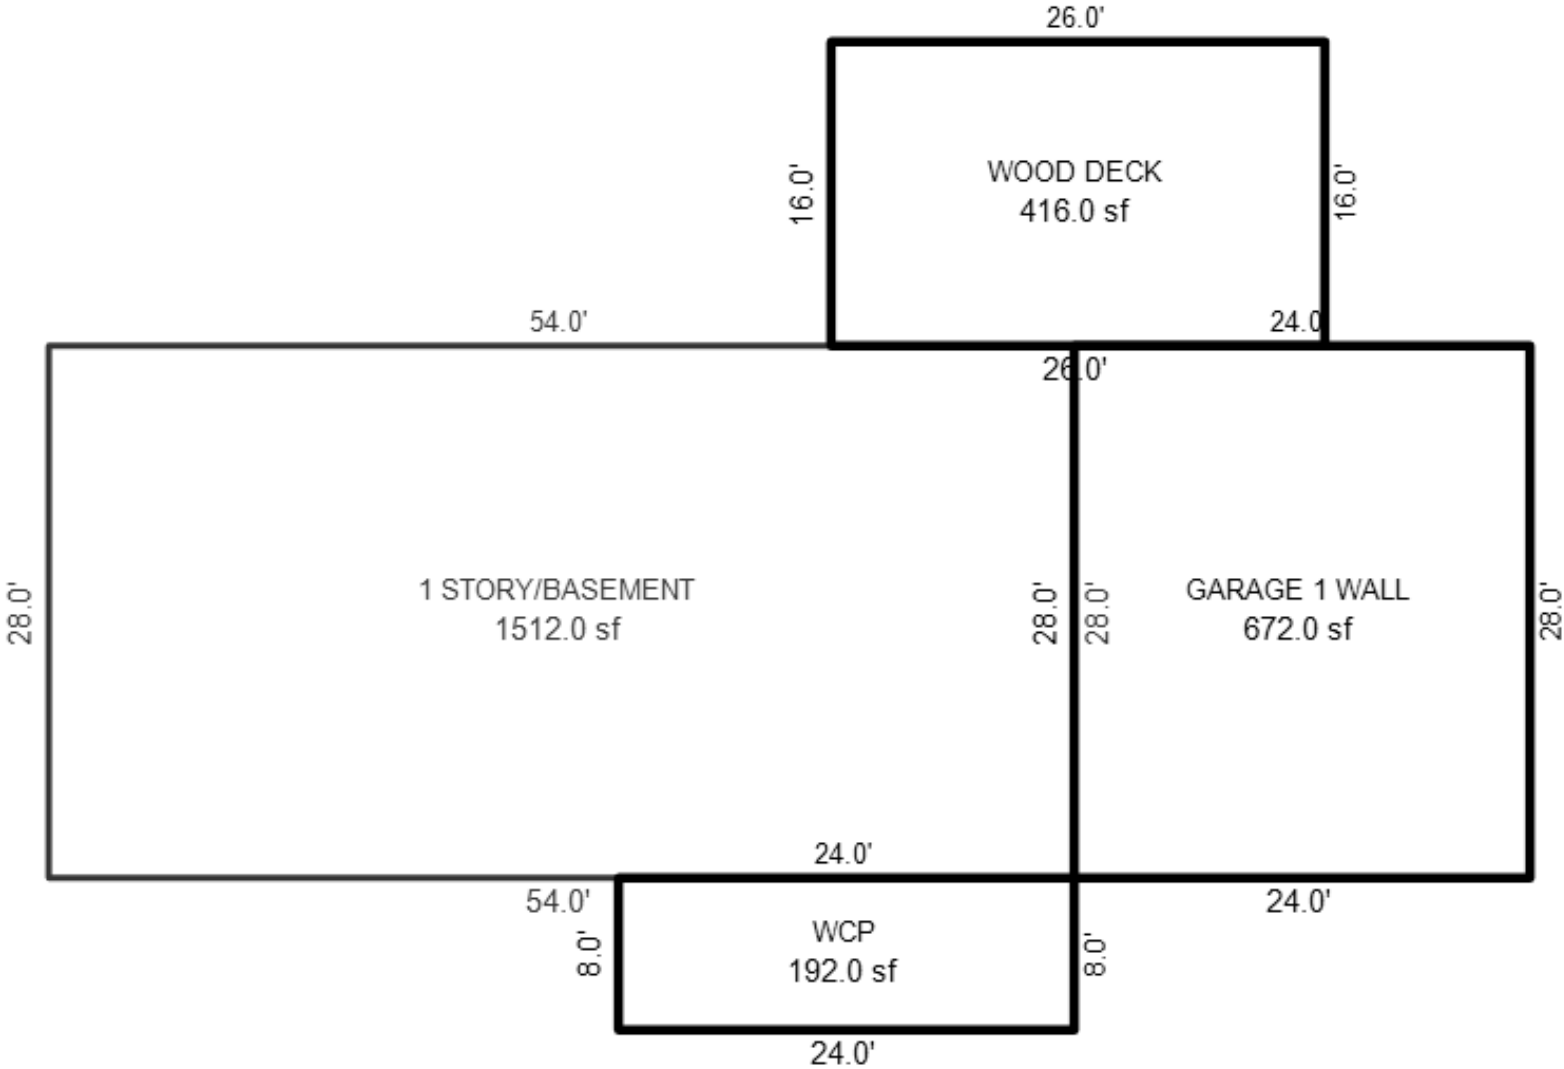 26.0'
16.0'
WOOD DECK
416.0 sf
16.0'
54.0'
24.0
26.0'
28.0'
1 STORY/BASEMENT
1512.0 sf
28.0'
28.0'
GARAGE 1 WALL
672.0 sf
28.0'
24.0'
54.0'
24.0'
8.0'
WCP
192.0 sf
8.0'
24.0'